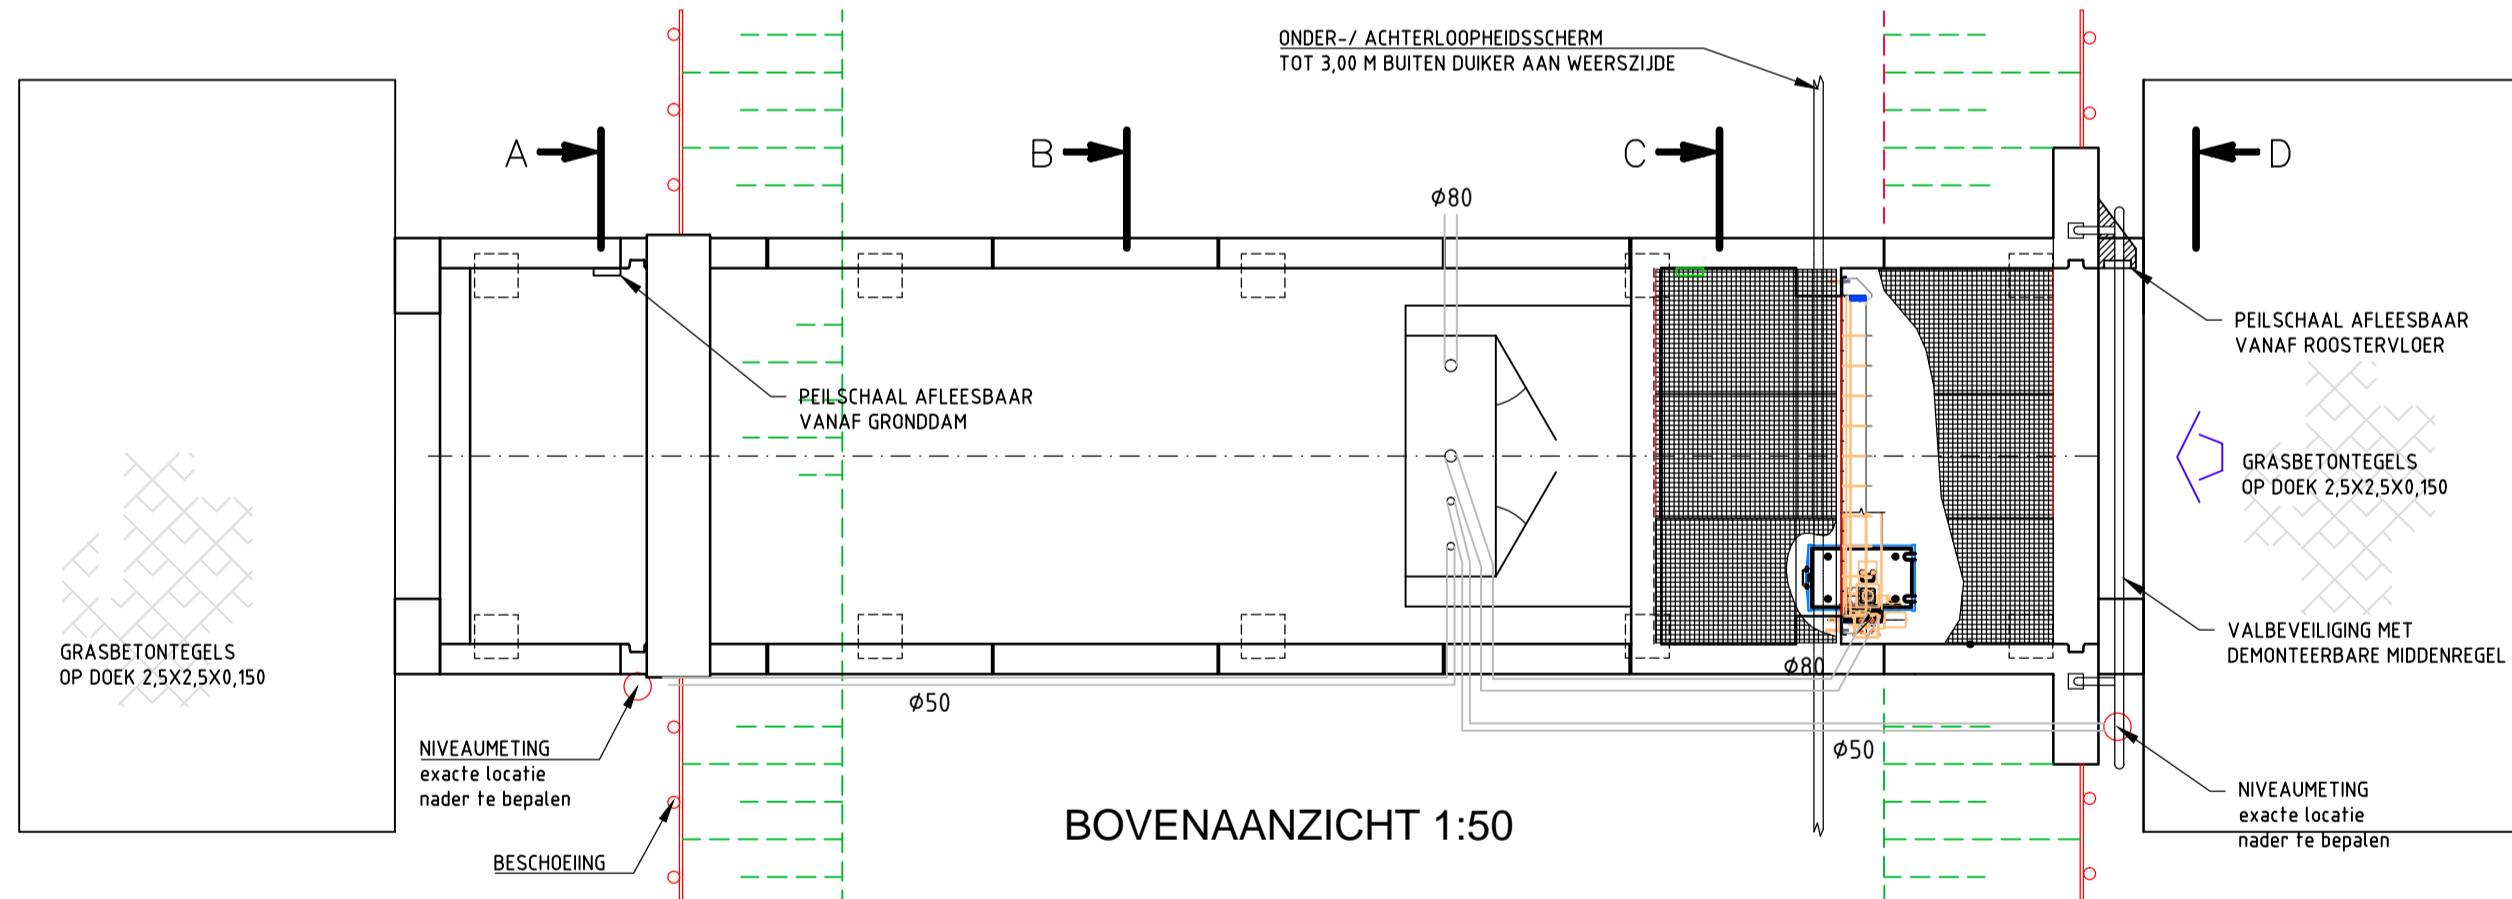 ONDER-/ ACHTERLOOPHEIDSSCHERM
TOT 3,00 M BUITEN DUIKER AAN WEERSZIJDE
A
B
C
D
Ø80
PEILSCHAAL AFLEESBAAR
VANAF ROOSTERVLOER
PEILSCHAAL AFLEESBAAR
VANAF GRONDDAM
GRASBETONTEGELS
OP DOEK 2,5X2,5X0,150
GRASBETONTEGELS
OP DOEK 2,5X2,5X0,150
VALBEVEILIGING MET
DEMONTEERBARE MIDDENREGEL
Ø80
Ø50
Ø50
NIVEAUMETING
exacte locatie
nader te bepalen
NIVEAUMETING
exacte locatie
nader te bepalen
BESCHOEIING
BOVENAANZICHT 1:50